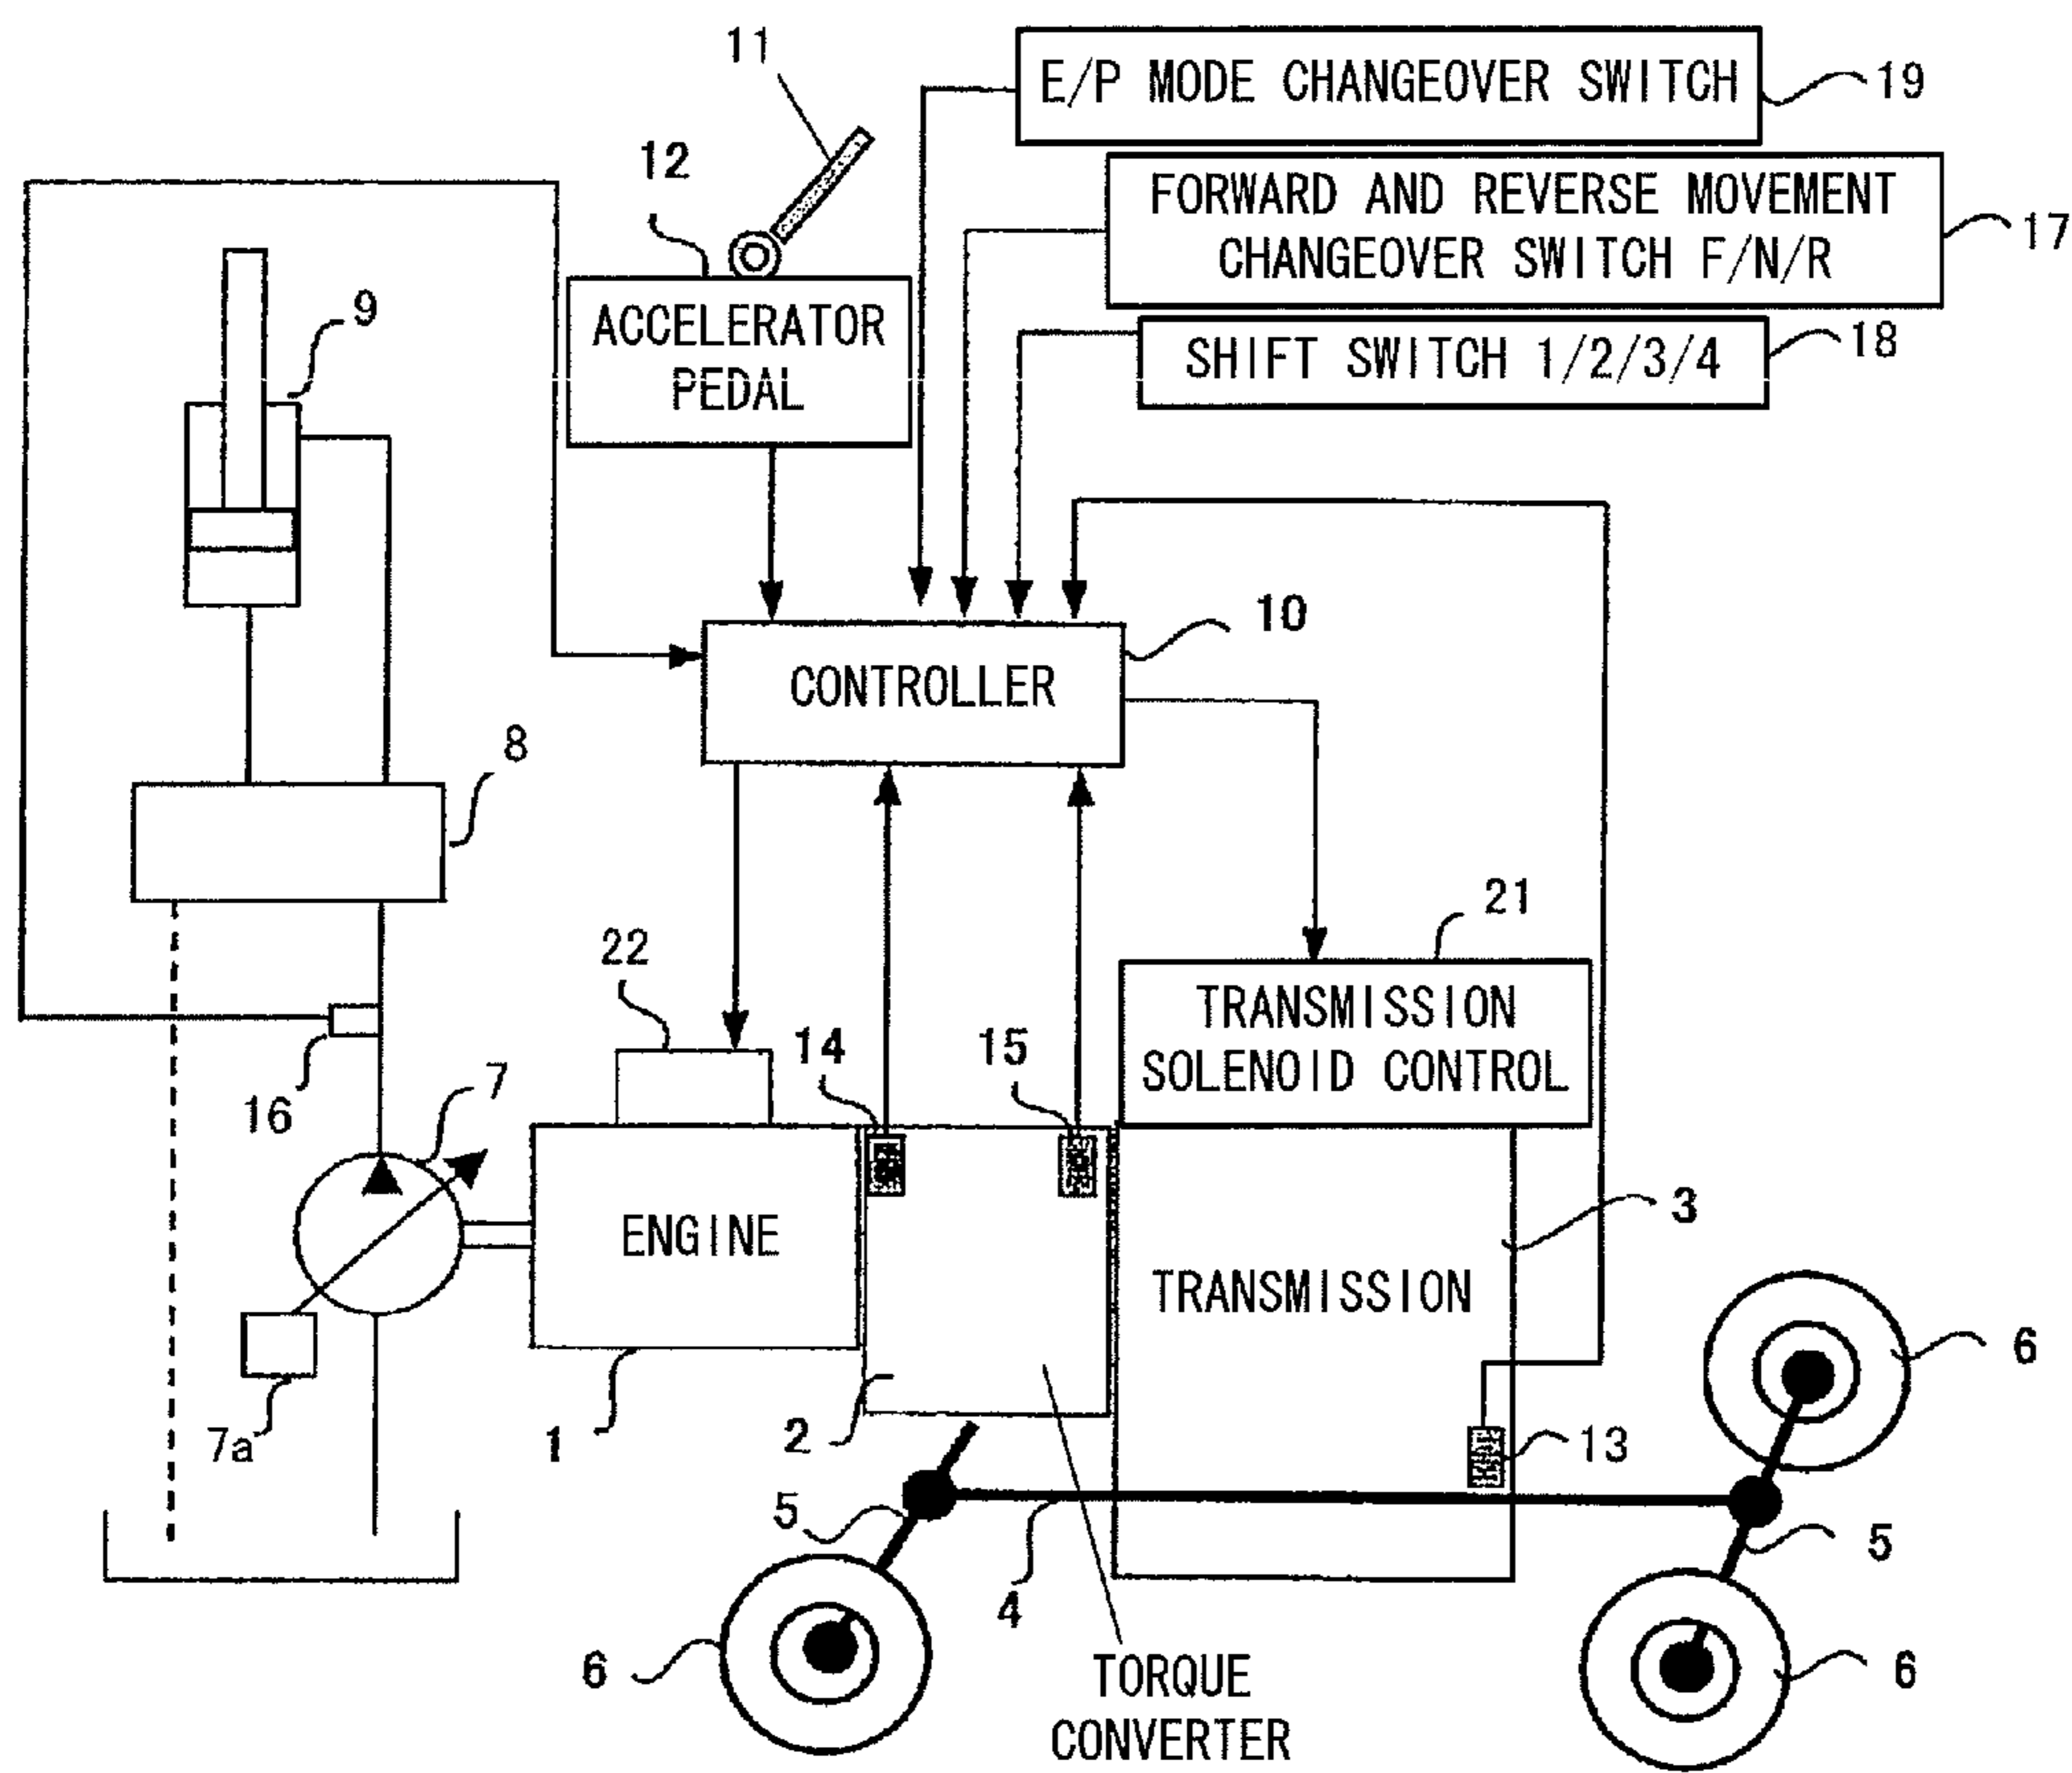 11
E/P MODE CHANGEOVER SWITCH
19
12
FORWARD AND REVERSE MOVEMENT
CHANGEOVER SWITCH F/N/R
17
9
ACCELERATOR
PEDAL
SHIFT SWITCH 1/2/3/4
18
10
CONTROLLER
8
22
21
14
15
TRANSMISSION
SOLENOID CONTROL
16
7
ENGINE
3
TRANSMISSION
6
7a
1
2
13
5
5
4
6
6
TORQUE
CONVERTER